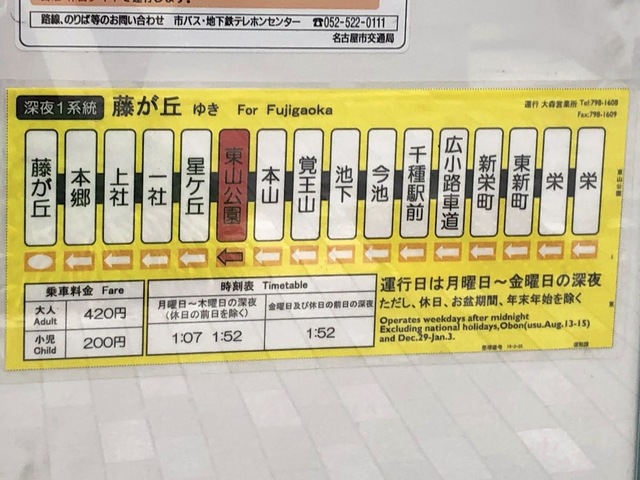 路線、のりば等のお問い合わせ 市バス・地下鉄テレホンセンター ☎052-522-0111
名古屋市交通局
深夜1系統 藤が丘 ゆき For Fujigaoka
運行 大森営業所 Tel:798-1608
Fax:798-1609
藤が丘
本郷
上社
一社
星ケ丘
東山公園
本山
覚王山
池下
今池
千種駅前
広小路車道
新栄町
東新町
栄
栄
東山公園
乗車料金 Fare
大人 Adult 420円
小児 Child 200円
時刻表 Timetable
月曜日〜木曜日の深夜
(休日の前日を除く)
金曜日及び休日の前日の深夜
1:07 1:52
1:52
運行日は月曜日〜金曜日の深夜
ただし、休日、お盆期間、年末年始を除く
Operates weekdays after midnight
Excluding national holidays,Obon(usu.Aug.13-15)
and Dec.29-Jan.3.